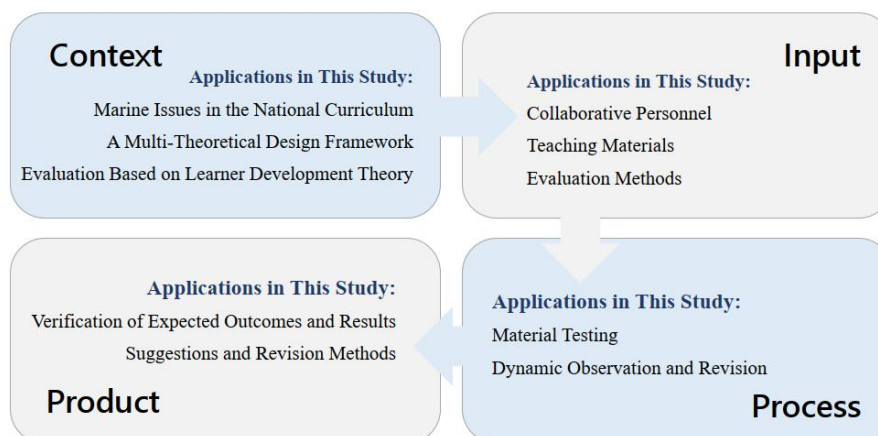 Context
Applications in This Study:
Marine Issues in the National Curriculum
A Multi-Theoretical Design Framework
Evaluation Based on Learner Development Theory
Input
Applications in This Study:
Collaborative Personnel
Teaching Materials
Evaluation Methods
Applications in This Study:
Material Testing
Dynamic Observation and Revision
Process
Applications in This Study:
Verification of Expected Outcomes and Results
Suggestions and Revision Methods
Product